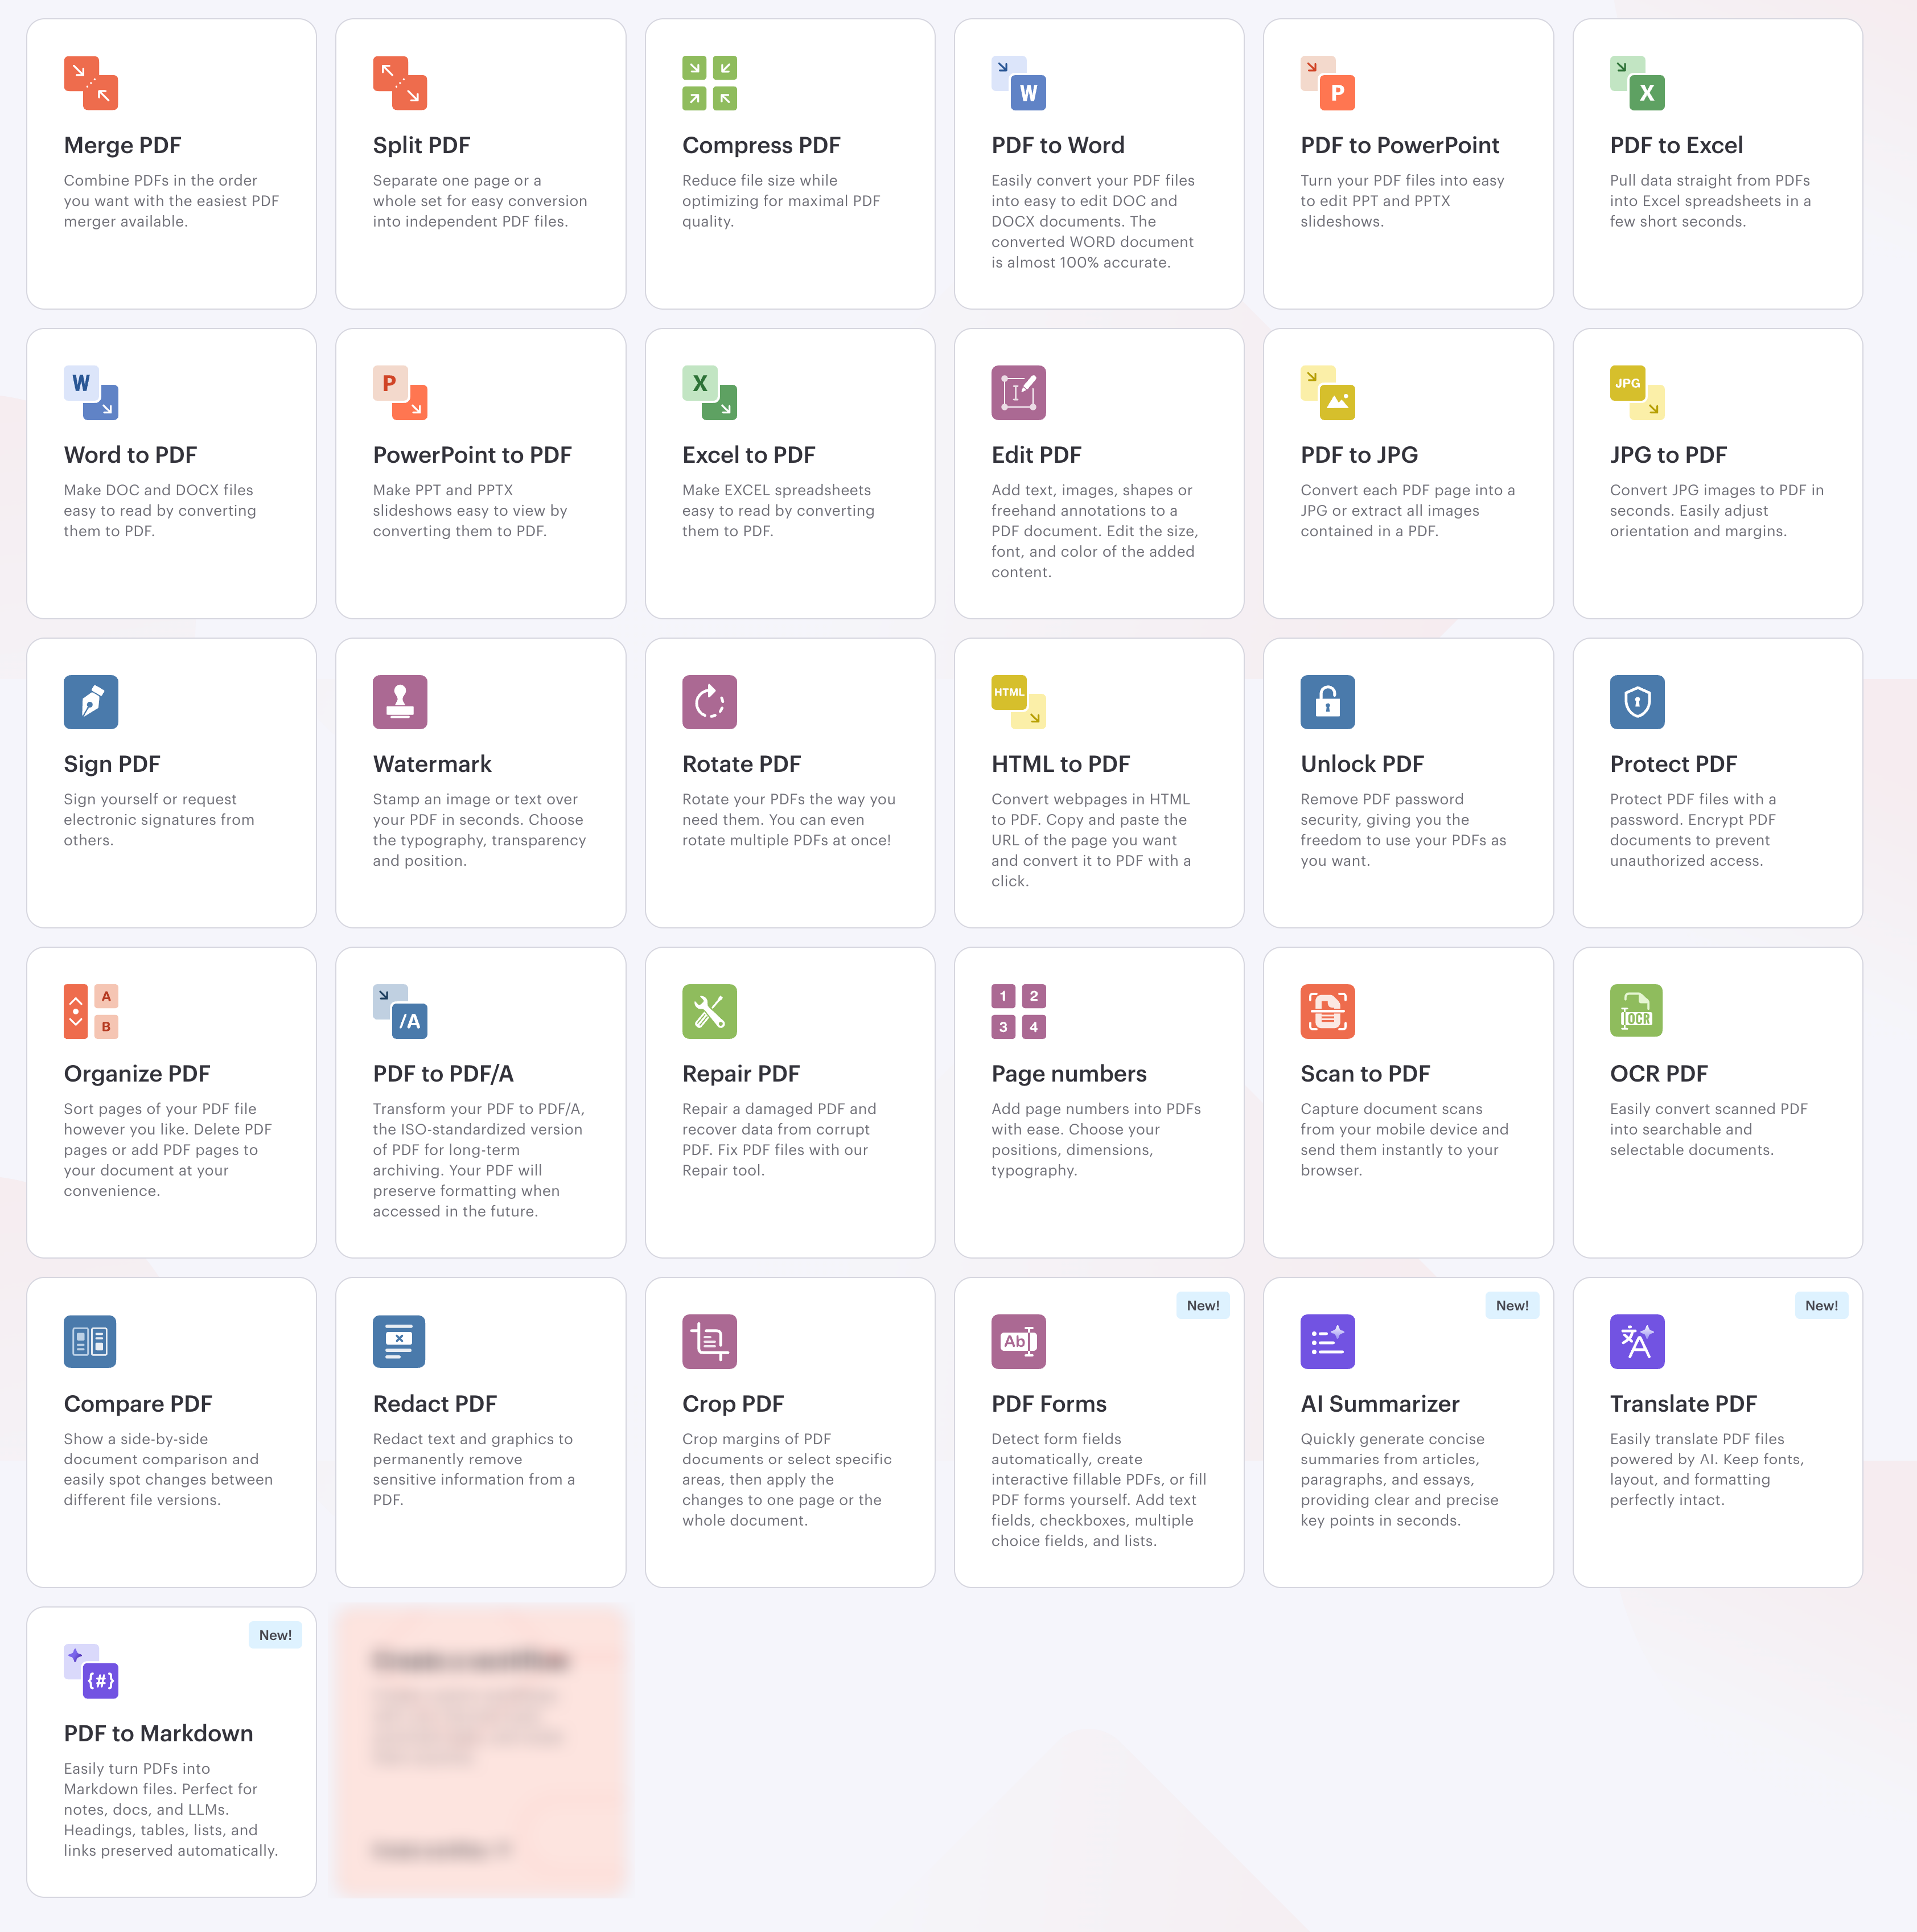 Merge PDF
Combine PDFs in the order
you want with the easiest PDF
merger available.
Split PDF
Separate one page or a
whole set for easy conversion
into independent PDF files.
Compress PDF
Reduce file size while
optimizing for maximal PDF
quality.
W
PDF to Word
Easily convert your PDF files
into easy to edit DOC and
DOCX documents. The
converted WORD document
is almost 100% accurate.
P
PDF to PowerPoint
Turn your PDF files into easy
to edit PPT and PPTX
slideshows.
X
PDF to Excel
Pull data straight from PDFs
into Excel spreadsheets in a
few short seconds.
W
Word to PDF
Make DOC and DOCX files
easy to read by converting
them to PDF.
P
PowerPoint to PDF
Make PPT and PPTX
slideshows easy to view by
converting them to PDF.
X
Excel to PDF
Make EXCEL spreadsheets
easy to read by converting
them to PDF.
Edit PDF
Add text, images, shapes or
freehand annotations to a
PDF document. Edit the size,
font, and color of the added
content.
PDF to JPG
Convert each PDF page into a
JPG or extract all images
contained in a PDF.
JPG
JPG to PDF
Convert JPG images to PDF in
seconds. Easily adjust
orientation and margins.
Sign PDF
Sign yourself or request
electronic signatures from
others.
Watermark
Stamp an image or text over
your PDF in seconds. Choose
the typography, transparency
and position.
Rotate PDF
Rotate your PDFs the way you
need them. You can even
rotate multiple PDFs at once!
HTML
HTML to PDF
Convert webpages in HTML
to PDF. Copy and paste the
URL of the page you want
and convert it to PDF with a
click.
Unlock PDF
Remove PDF password
security, giving you the
freedom to use your PDFs as
you want.
Protect PDF
Protect PDF files with a
password. Encrypt PDF
documents to prevent
unauthorized access.
A
B
Organize PDF
Sort pages of your PDF file
however you like. Delete PDF
pages or add PDF pages to
your document at your
convenience.
/A
PDF to PDF/A
Transform your PDF to PDF/A,
the ISO-standardized version
of PDF for long-term
archiving. Your PDF will
preserve formatting when
accessed in the future.
Repair PDF
Repair a damaged PDF and
recover data from corrupt
PDF. Fix PDF files with our
Repair tool.
1 2
3 4
Page numbers
Add page numbers into PDFs
with ease. Choose your
positions, dimensions,
typography.
Scan to PDF
Capture document scans
from your mobile device and
send them instantly to your
browser.
OCR
OCR PDF
Easily convert scanned PDF
into searchable and
selectable documents.
Compare PDF
Show a side-by-side
document comparison and
easily spot changes between
different file versions.
Redact PDF
Redact text and graphics to
permanently remove
sensitive information from a
PDF.
Crop PDF
Crop margins of PDF
documents or select specific
areas, then apply the
changes to one page or the
whole document.
New!
Ab
PDF Forms
Detect form fields
automatically, create
interactive fillable PDFs, or fill
PDF forms yourself. Add text
fields, checkboxes, multiple
choice fields, and lists.
New!
AI Summarizer
Quickly generate concise
summaries from articles,
paragraphs, and essays,
providing clear and precise
key points in seconds.
New!
文A
Translate PDF
Easily translate PDF files
powered by AI. Keep fonts,
layout, and formatting
perfectly intact.
New!
{#}
PDF to Markdown
Easily turn PDFs into
Markdown files. Perfect for
notes, docs, and LLMs.
Headings, tables, lists, and
links preserved automatically.